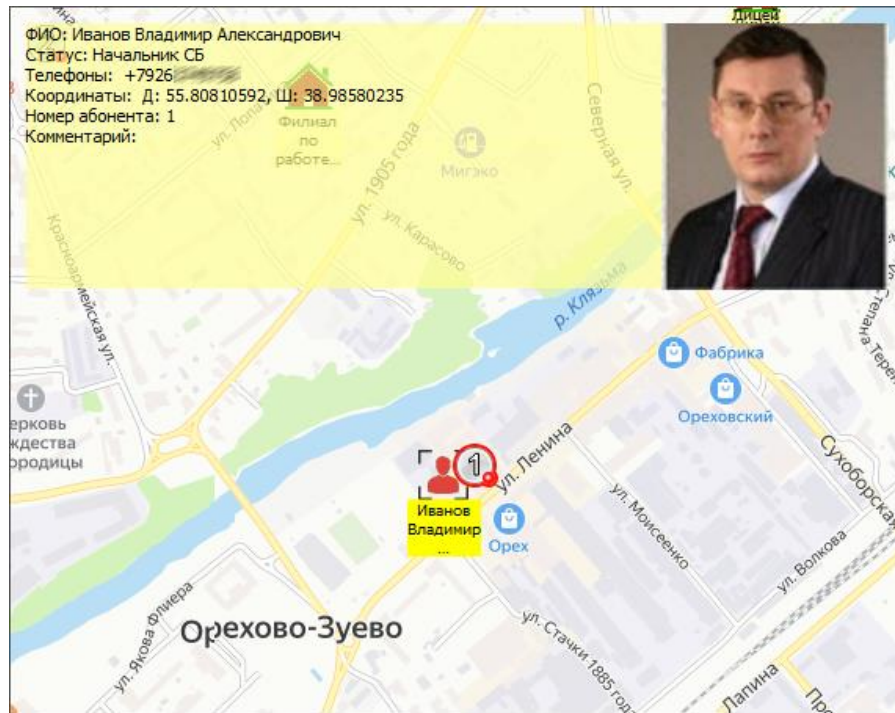 Лицей
ФИО: Иванов Владимир Александрович
Статус: Начальник СБ
Телефоны: +7926
Координаты: Д: 55.80810592, Ш: 38.98580235
Номер абонента: 1
Комментарий:
Филиал
по
работе...
Мигэко
ул. 1905 года
Северная ул.
ул. Карасово
Красноармейская ул.
р. Клязьма
Фабрика
Ореховский
ждества
ородицы
1
ул. Ленина
Иванов
Владимир
...
Орех
ул. Моисеенко
Сухоборская
ул. Волкова
ул. Якова Флиера
Орехово-Зуево
ул. Стачки 1885 года
Лапина